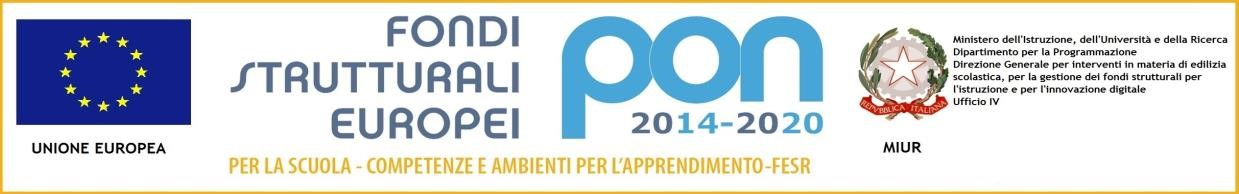 UNIONE EUROPEA
FONDI
STRUTTURALI
EUROPEI
pon
2014-2020
PER LA SCUOLA - COMPETENZE E AMBIENTI PER L'APPRENDIMENTO-FESR
REPVBBLICA ITALIANA
MIUR
Ministero dell'Istruzione, dell'Università e della Ricerca
Dipartimento per la Programmazione
Direzione Generale per interventi in materia di edilizia
scolastica, per la gestione dei fondi strutturali per
l'istruzione e per l'innovazione digitale
Ufficio IV